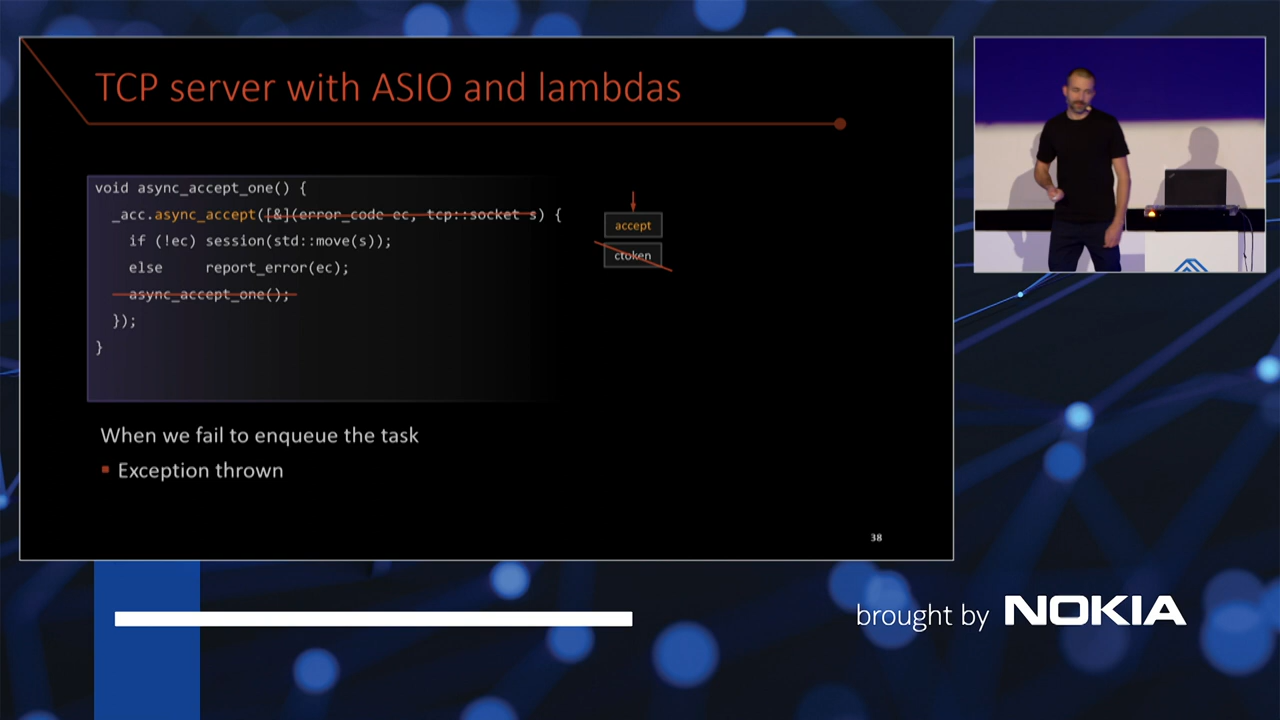 TCP server with ASIO and lambdas
void async_accept_one() {
_acc.async_accept([&](error_code ec, tcp::socket s) {
if (!ec) session(std::move(s));
else report_error(ec);
async_accept_one();
});
}
accept
ctoken
When we fail to enqueue the task
Exception thrown
38
brought by NOKIA